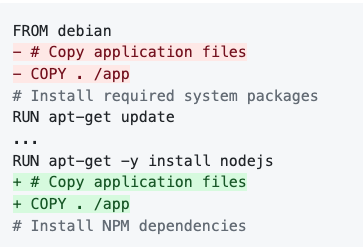 FROM debian
- # Copy application files
- COPY . /app
# Install required system packages
RUN apt-get update
...
RUN apt-get -y install nodejs
+ # Copy application files
+ COPY . /app
# Install NPM dependencies